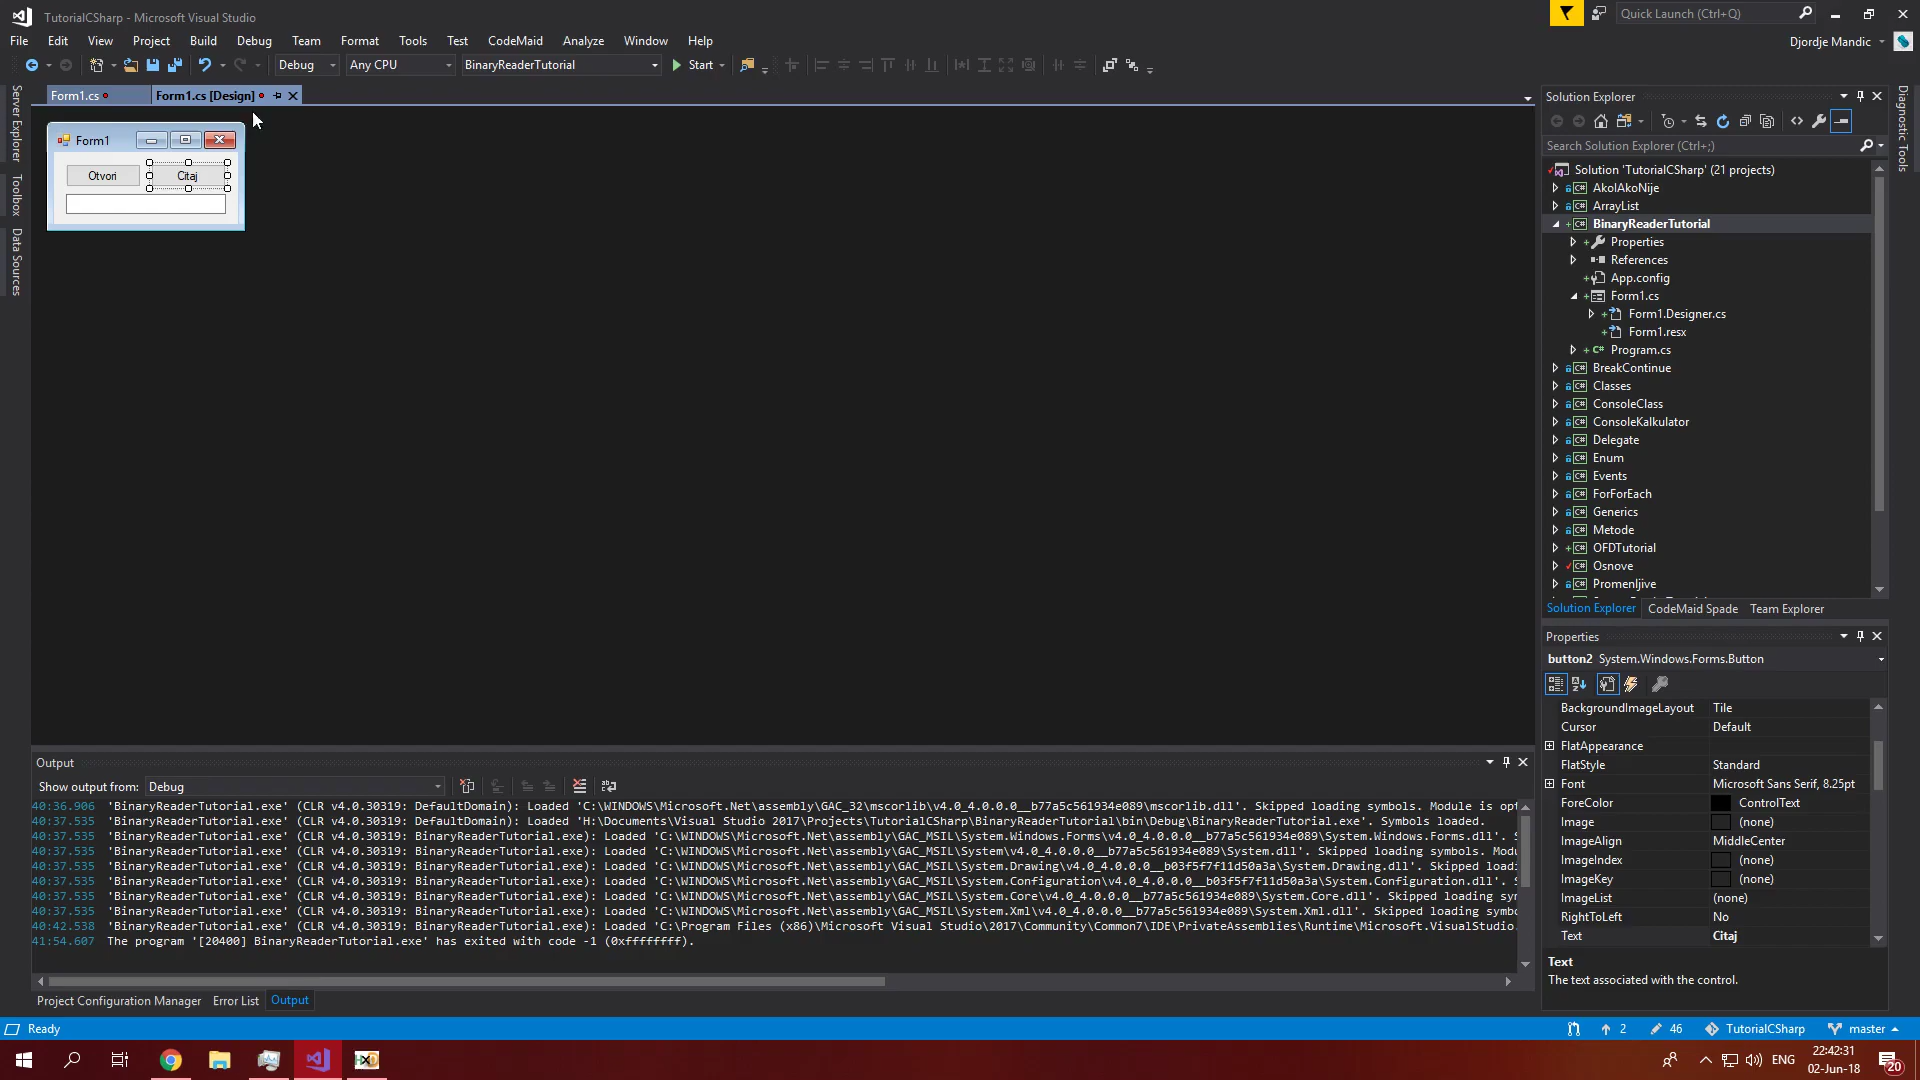 TutorialCSharp - Microsoft Visual Studio
Quick Launch (Ctrl+Q)
File Edit View Project Build Debug Team Format Tools Test CodeMaid Analyze Window Help
Djordje Mandic
Debug Any CPU BinaryReaderTutorial Start
Form1.cs Form1.cs [Design]
Server Explorer
Toolbox
Data Sources
Form1
Otvori Citaj
Solution Explorer
Diagnostic Tools
Search Solution Explorer (Ctrl+;)
Solution 'TutorialCSharp' (21 projects)
AkoIAkoNije
ArrayList
BinaryReaderTutorial
Properties
References
App.config
Form1.cs
Form1.Designer.cs
Form1.resx
Program.cs
BreakContinue
Classes
ConsoleClass
ConsoleKalkulator
Delegate
Enum
Events
ForForEach
Generics
Metode
OFDTutorial
Osnove
Promenljive
Solution Explorer CodeMaid Spade Team Explorer
Properties
button2 System.Windows.Forms.Button
BackgroundImageLayout Tile
Cursor Default
FlatAppearance
FlatStyle Standard
Font Microsoft Sans Serif, 8.25pt
ForeColor ControlText
Image (none)
ImageAlign MiddleCenter
ImageIndex (none)
ImageKey (none)
ImageList (none)
RightToLeft No
Text Citaj
Text
The text associated with the control.
Output
Show output from: Debug
40:36.906 'BinaryReaderTutorial.exe' (CLR v4.0.30319: DefaultDomain): Loaded 'C:\WINDOWS\Microsoft.Net\assembly\GAC_32\mscorlib\v4.0_4.0.0.0__b77a5c561934e089\mscorlib.dll'. Skipped loading symbols. Module is opt
40:37.535 'BinaryReaderTutorial.exe' (CLR v4.0.30319: DefaultDomain): Loaded 'H:\Documents\Visual Studio 2017\Projects\TutorialCSharp\BinaryReaderTutorial\bin\Debug\BinaryReaderTutorial.exe'. Symbols loaded.
40:37.535 'BinaryReaderTutorial.exe' (CLR v4.0.30319: BinaryReaderTutorial.exe): Loaded 'C:\WINDOWS\Microsoft.Net\assembly\GAC_MSIL\System.Windows.Forms\v4.0_4.0.0.0__b77a5c561934e089\System.Windows.Forms.dll'. S
40:37.535 'BinaryReaderTutorial.exe' (CLR v4.0.30319: BinaryReaderTutorial.exe): Loaded 'C:\WINDOWS\Microsoft.Net\assembly\GAC_MSIL\System\v4.0_4.0.0.0__b77a5c561934e089\System.dll'. Skipped loading symbols. Modu
40:37.535 'BinaryReaderTutorial.exe' (CLR v4.0.30319: BinaryReaderTutorial.exe): Loaded 'C:\WINDOWS\Microsoft.Net\assembly\GAC_MSIL\System.Drawing\v4.0_4.0.0.0__b03f5f7f11d50a3a\System.Drawing.dll'. Skipped loadi
40:37.535 'BinaryReaderTutorial.exe' (CLR v4.0.30319: BinaryReaderTutorial.exe): Loaded 'C:\WINDOWS\Microsoft.Net\assembly\GAC_MSIL\System.Configuration\v4.0_4.0.0.0__b03f5f7f11d50a3a\System.Configuration.dll'. S
40:37.535 'BinaryReaderTutorial.exe' (CLR v4.0.30319: BinaryReaderTutorial.exe): Loaded 'C:\WINDOWS\Microsoft.Net\assembly\GAC_MSIL\System.Core\v4.0_4.0.0.0__b77a5c561934e089\System.Core.dll'. Skipped loading sym
40:37.535 'BinaryReaderTutorial.exe' (CLR v4.0.30319: BinaryReaderTutorial.exe): Loaded 'C:\WINDOWS\Microsoft.Net\assembly\GAC_MSIL\System.Xml\v4.0_4.0.0.0__b77a5c561934e089\System.Xml.dll'. Skipped loading symbo
40:42.538 'BinaryReaderTutorial.exe' (CLR v4.0.30319: BinaryReaderTutorial.exe): Loaded 'C:\Program Files (x86)\Microsoft Visual Studio\2017\Community\Common7\IDE\PrivateAssemblies\Runtime\Microsoft.VisualStudio.
41:54.607 The program '[20400] BinaryReaderTutorial.exe' has exited with code -1 (0xffffffff).
Project Configuration Manager Error List Output
Ready 2 46 TutorialCSharp master
ENG 22:42:31
02-Jun-18
20